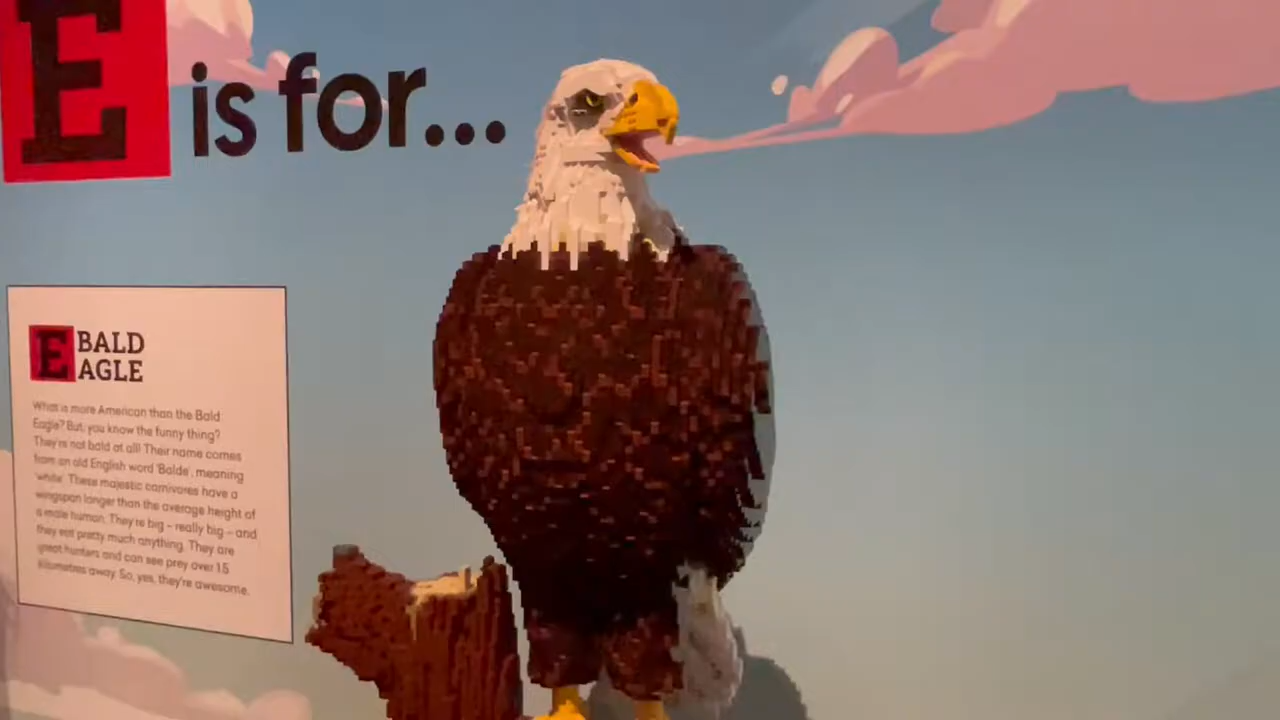 E is for...
E BALD
EAGLE
What is more American than the Bald
Eagle? But, you know the funny thing?
They're not bald at all! Their name comes
from an old English word 'Balde', meaning
'white'. These majestic carnivores have a
wingspan longer than the average height of
a male human. They're big – really big – and
they eat pretty much anything. They are
great hunters and can see prey over 1.5
kilometres away. So, yes, they're awesome.